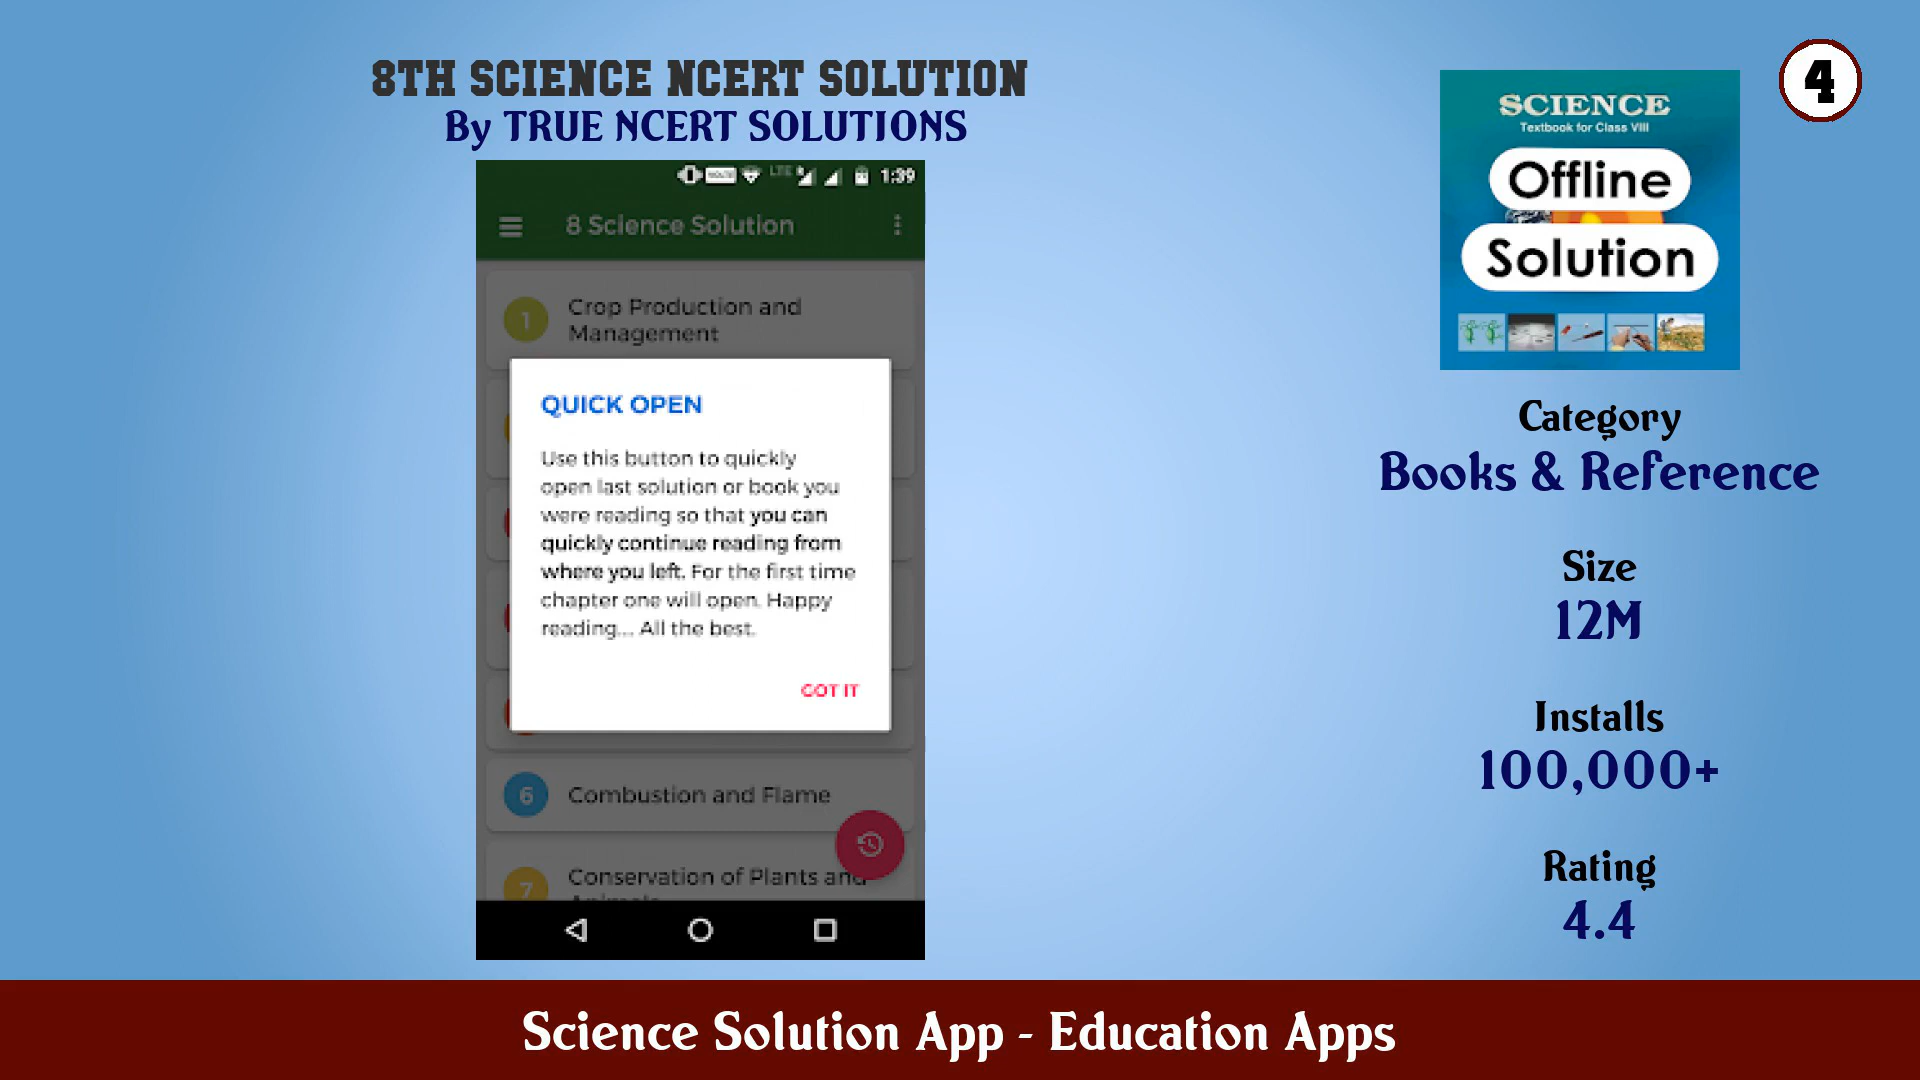 8TH SCIENCE NCERT SOLUTION
By TRUE NCERT SOLUTIONS
LTE 1:39
8 Science Solution
1 Crop Production and
Management
QUICK OPEN
Use this button to quickly
open last solution or book you
were reading so that you can
quickly continue reading from
where you left. For the first time
chapter one will open. Happy
reading... All the best.
GOT IT
6 Combustion and Flame
7 Conservation of Plants and
4
SCIENCE
Textbook for Class VIII
Offline
Solution
Category
Books & Reference
Size
12M
Installs
100,000+
Rating
4.4
Science Solution App - Education Apps